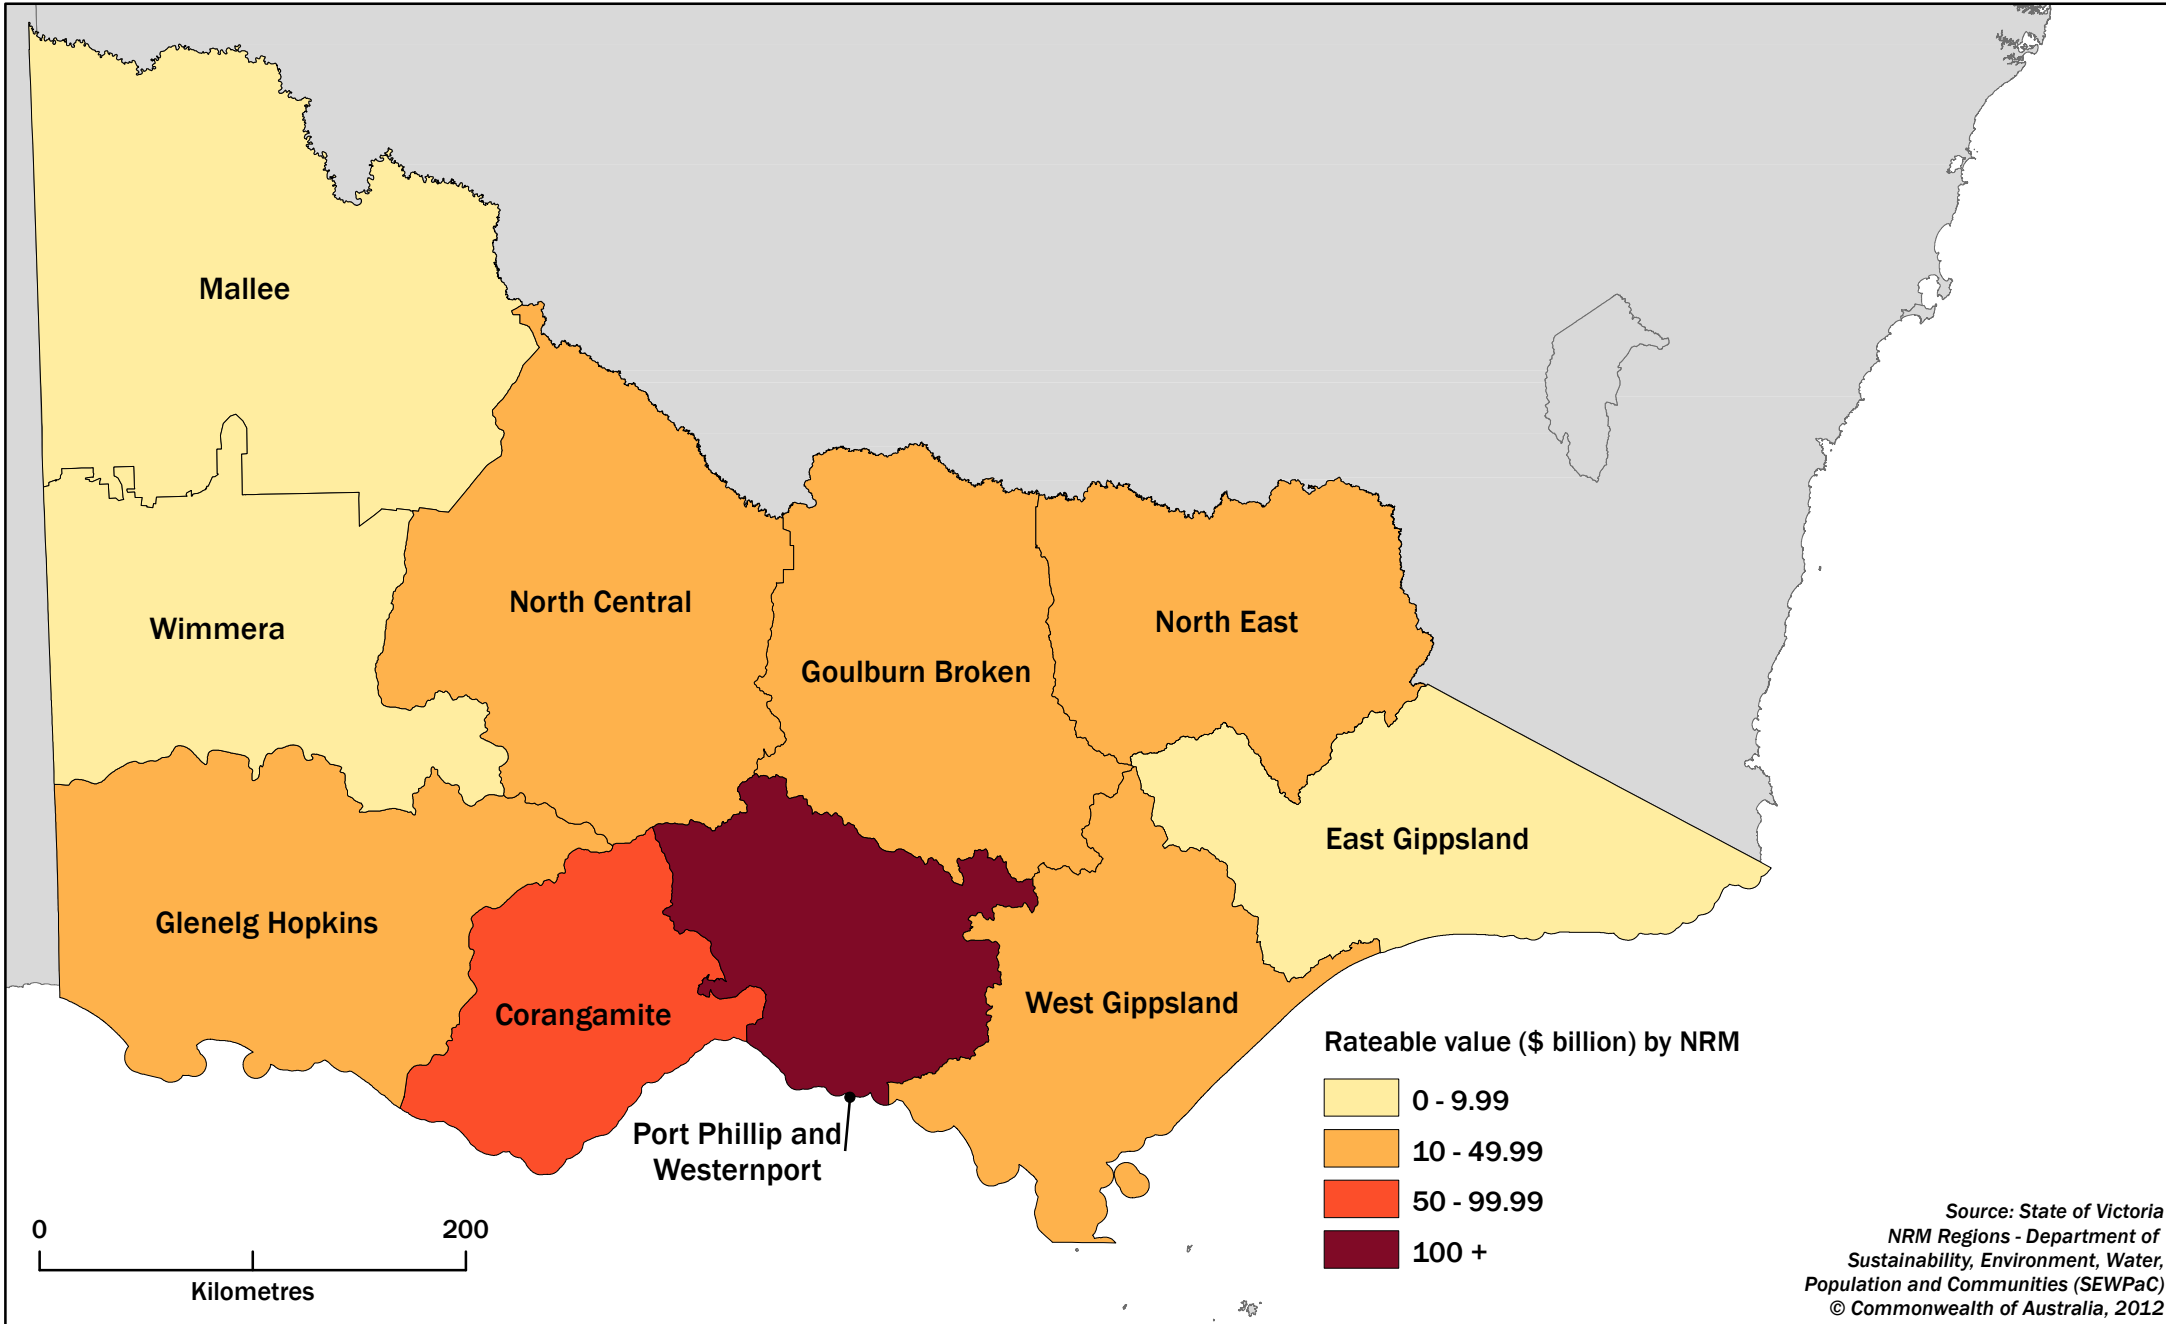 Mallee
Wimmera
North Central
Goulburn Broken
North East
East Gippsland
Glenelg Hopkins
Corangamite
West Gippsland
Port Phillip and
Westernport
Rateable value ($ billion) by NRM
0 - 9.99
10 - 49.99
50 - 99.99
100 +
0 200
Kilometres
Source: State of Victoria
NRM Regions - Department of
Sustainability, Environment, Water,
Population and Communities (SEWPaC)
© Commonwealth of Australia, 2012